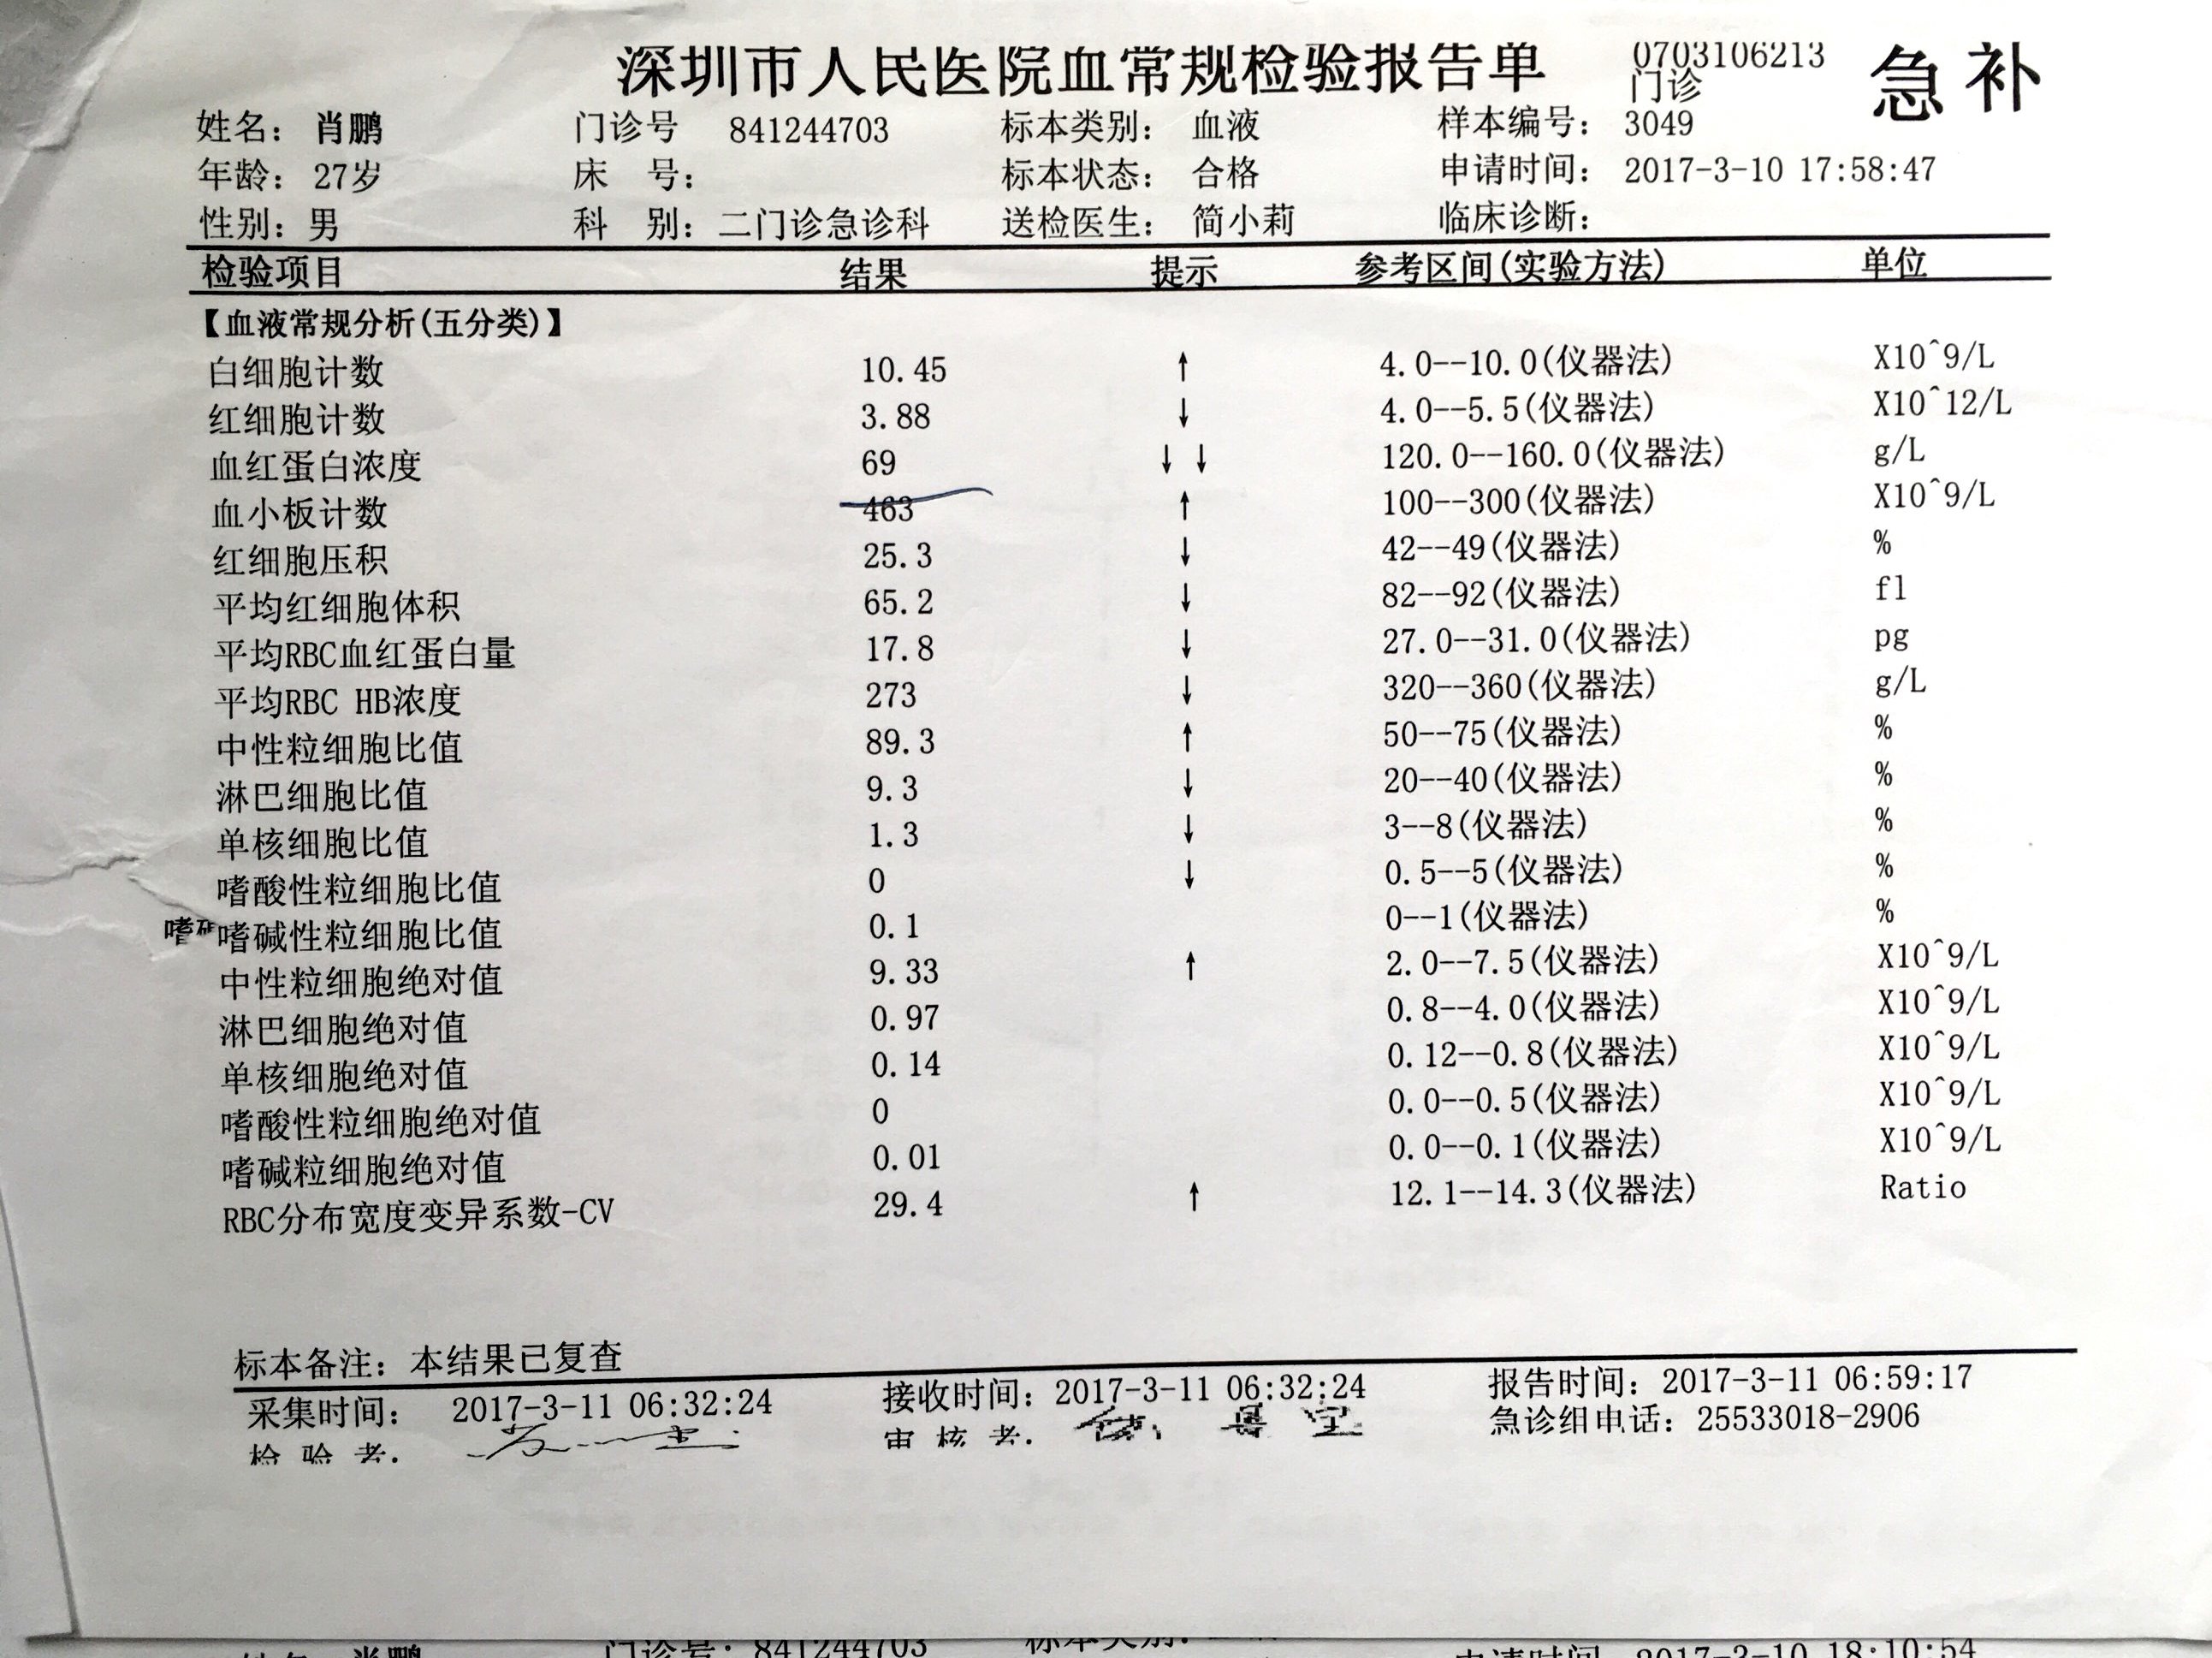 深圳市人民医院血常规检验报告单 0703106213 急补
门诊
姓名： 肖鹏 门诊号 841244703 标本类别： 血液 样本编号： 3049
年龄： 27岁 床 号： 标本状态： 合格 申请时间： 2017-3-10 17:58:47
性别： 男 科 别： 二门诊急诊科 送检医生： 简小莉 临床诊断：
检验项目 结果 提示 参考区间(实验方法) 单位
【血液常规分析(五分类)】
白细胞计数 10.45 ↑ 4.0--10.0(仪器法) X10^9/L
红细胞计数 3.88 ↓ 4.0--5.5(仪器法) X10^12/L
血红蛋白浓度 69 ↓ ↓ 120.0--160.0(仪器法) g/L
血小板计数 463 ↑ 100--300(仪器法) X10^9/L
红细胞压积 25.3 ↓ 42--49(仪器法) %
平均红细胞体积 65.2 ↓ 82--92(仪器法) fl
平均RBC血红蛋白量 17.8 ↓ 27.0--31.0(仪器法) pg
平均RBC HB浓度 273 ↓ 320--360(仪器法) g/L
中性粒细胞比值 89.3 ↑ 50--75(仪器法) %
淋巴细胞比值 9.3 ↓ 20--40(仪器法) %
单核细胞比值 1.3 ↓ 3--8(仪器法) %
嗜酸性粒细胞比值 0 ↓ 0.5--5(仪器法) %
嗜碱性粒细胞比值 0.1 0--1(仪器法) %
中性粒细胞绝对值 9.33 ↑ 2.0--7.5(仪器法) X10^9/L
淋巴细胞绝对值 0.97 0.8--4.0(仪器法) X10^9/L
单核细胞绝对值 0.14 0.12--0.8(仪器法) X10^9/L
嗜酸性粒细胞绝对值 0 0.0--0.5(仪器法) X10^9/L
嗜碱粒细胞绝对值 0.01 0.0--0.1(仪器法) X10^9/L
RBC分布宽度变异系数-CV 29.4 ↑ 12.1--14.3(仪器法) Ratio
标本备注： 本结果已复查
采集时间： 2017-3-11 06:32:24 接收时间： 2017-3-11 06:32:24 报告时间： 2017-3-11 06:59:17
检 验 者： 审 核 者： 急诊组电话： 25533018-2906
姓名： 肖鹏 门诊号： 841244703 标本类别： 申请时间： 2017-3-10 18:10:54